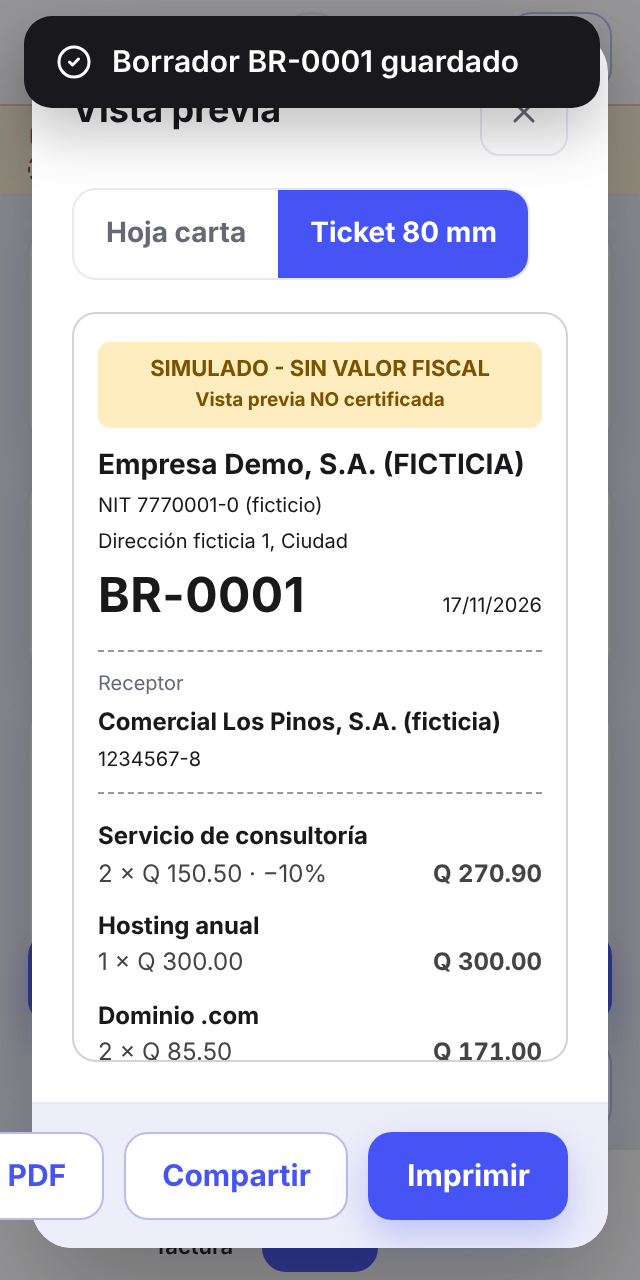 Borrador BR-0001 guardado
Vista previa
Hoja carta
Ticket 80 mm
SIMULADO - SIN VALOR FISCAL
Vista previa NO certificada
Empresa Demo, S.A. (FICTICIA)
NIT 7770001-0 (ficticio)
Dirección ficticia 1, Ciudad
BR-0001 17/11/2026
Receptor
Comercial Los Pinos, S.A. (ficticia)
1234567-8
Servicio de consultoría
2 × Q 150.50 · −10% Q 270.90
Hosting anual
1 × Q 300.00 Q 300.00
Dominio .com
2 × Q 85.50 Q 171.00
PDF Compartir Imprimir
factura